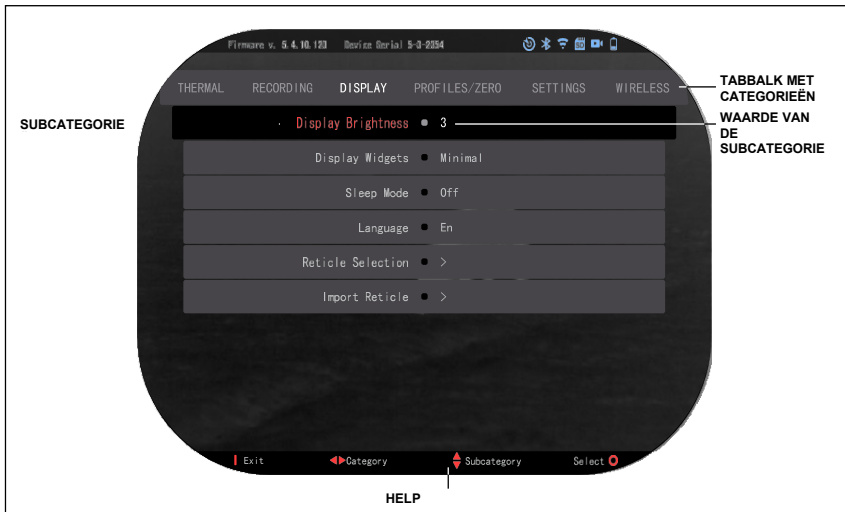 Firmware v. 5.4.10.123 Device Serial 5-3-2354
SD
THERMAL RECORDING DISPLAY PROFILES/ZERO SETTINGS WIRELESS
TABBALK MET
CATEGORIEËN
SUBCATEGORIE
Display Brightness 3
WAARDE VAN
DE
SUBCATEGORIE
Display Widgets Minimal
Sleep Mode Off
Language En
Reticle Selection >
Import Reticle >
Exit Category Subcategory Select
HELP